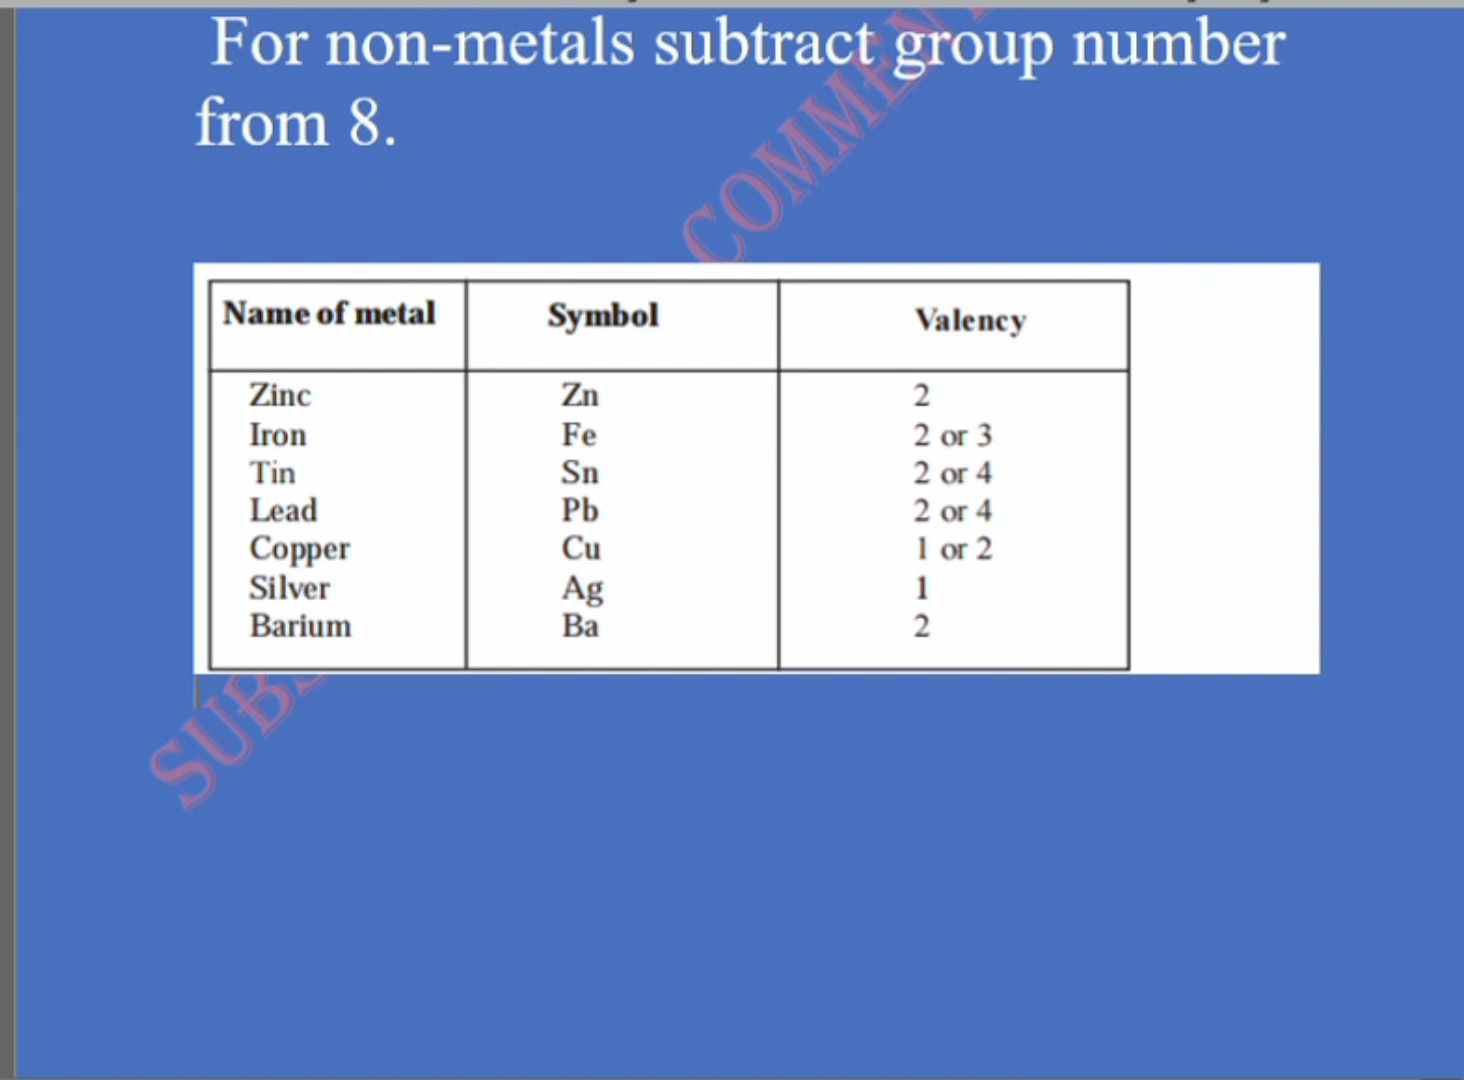 For non-metals subtract group number
from 8.
COMMEN
Name of metal Symbol Valency
Zinc Zn 2
Iron Fe 2 or 3
Tin Sn 2 or 4
Lead Pb 2 or 4
Copper Cu 1 or 2
Silver Ag 1
Barium Ba 2
SUBS